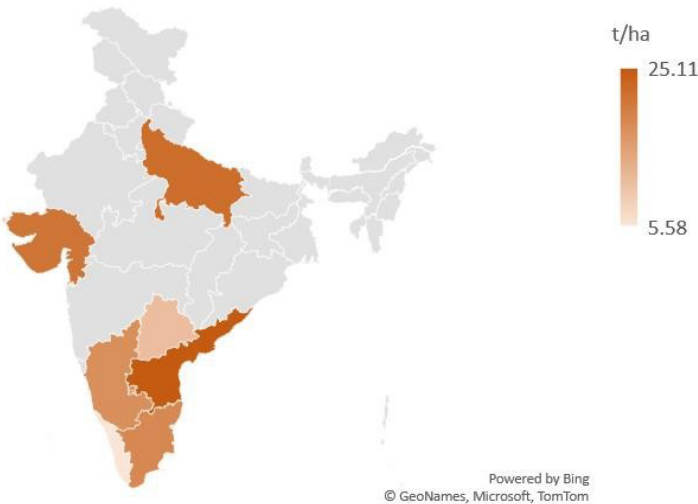 t/ha
25.11
5.58
Powered by Bing
© GeoNames, Microsoft, TomTom